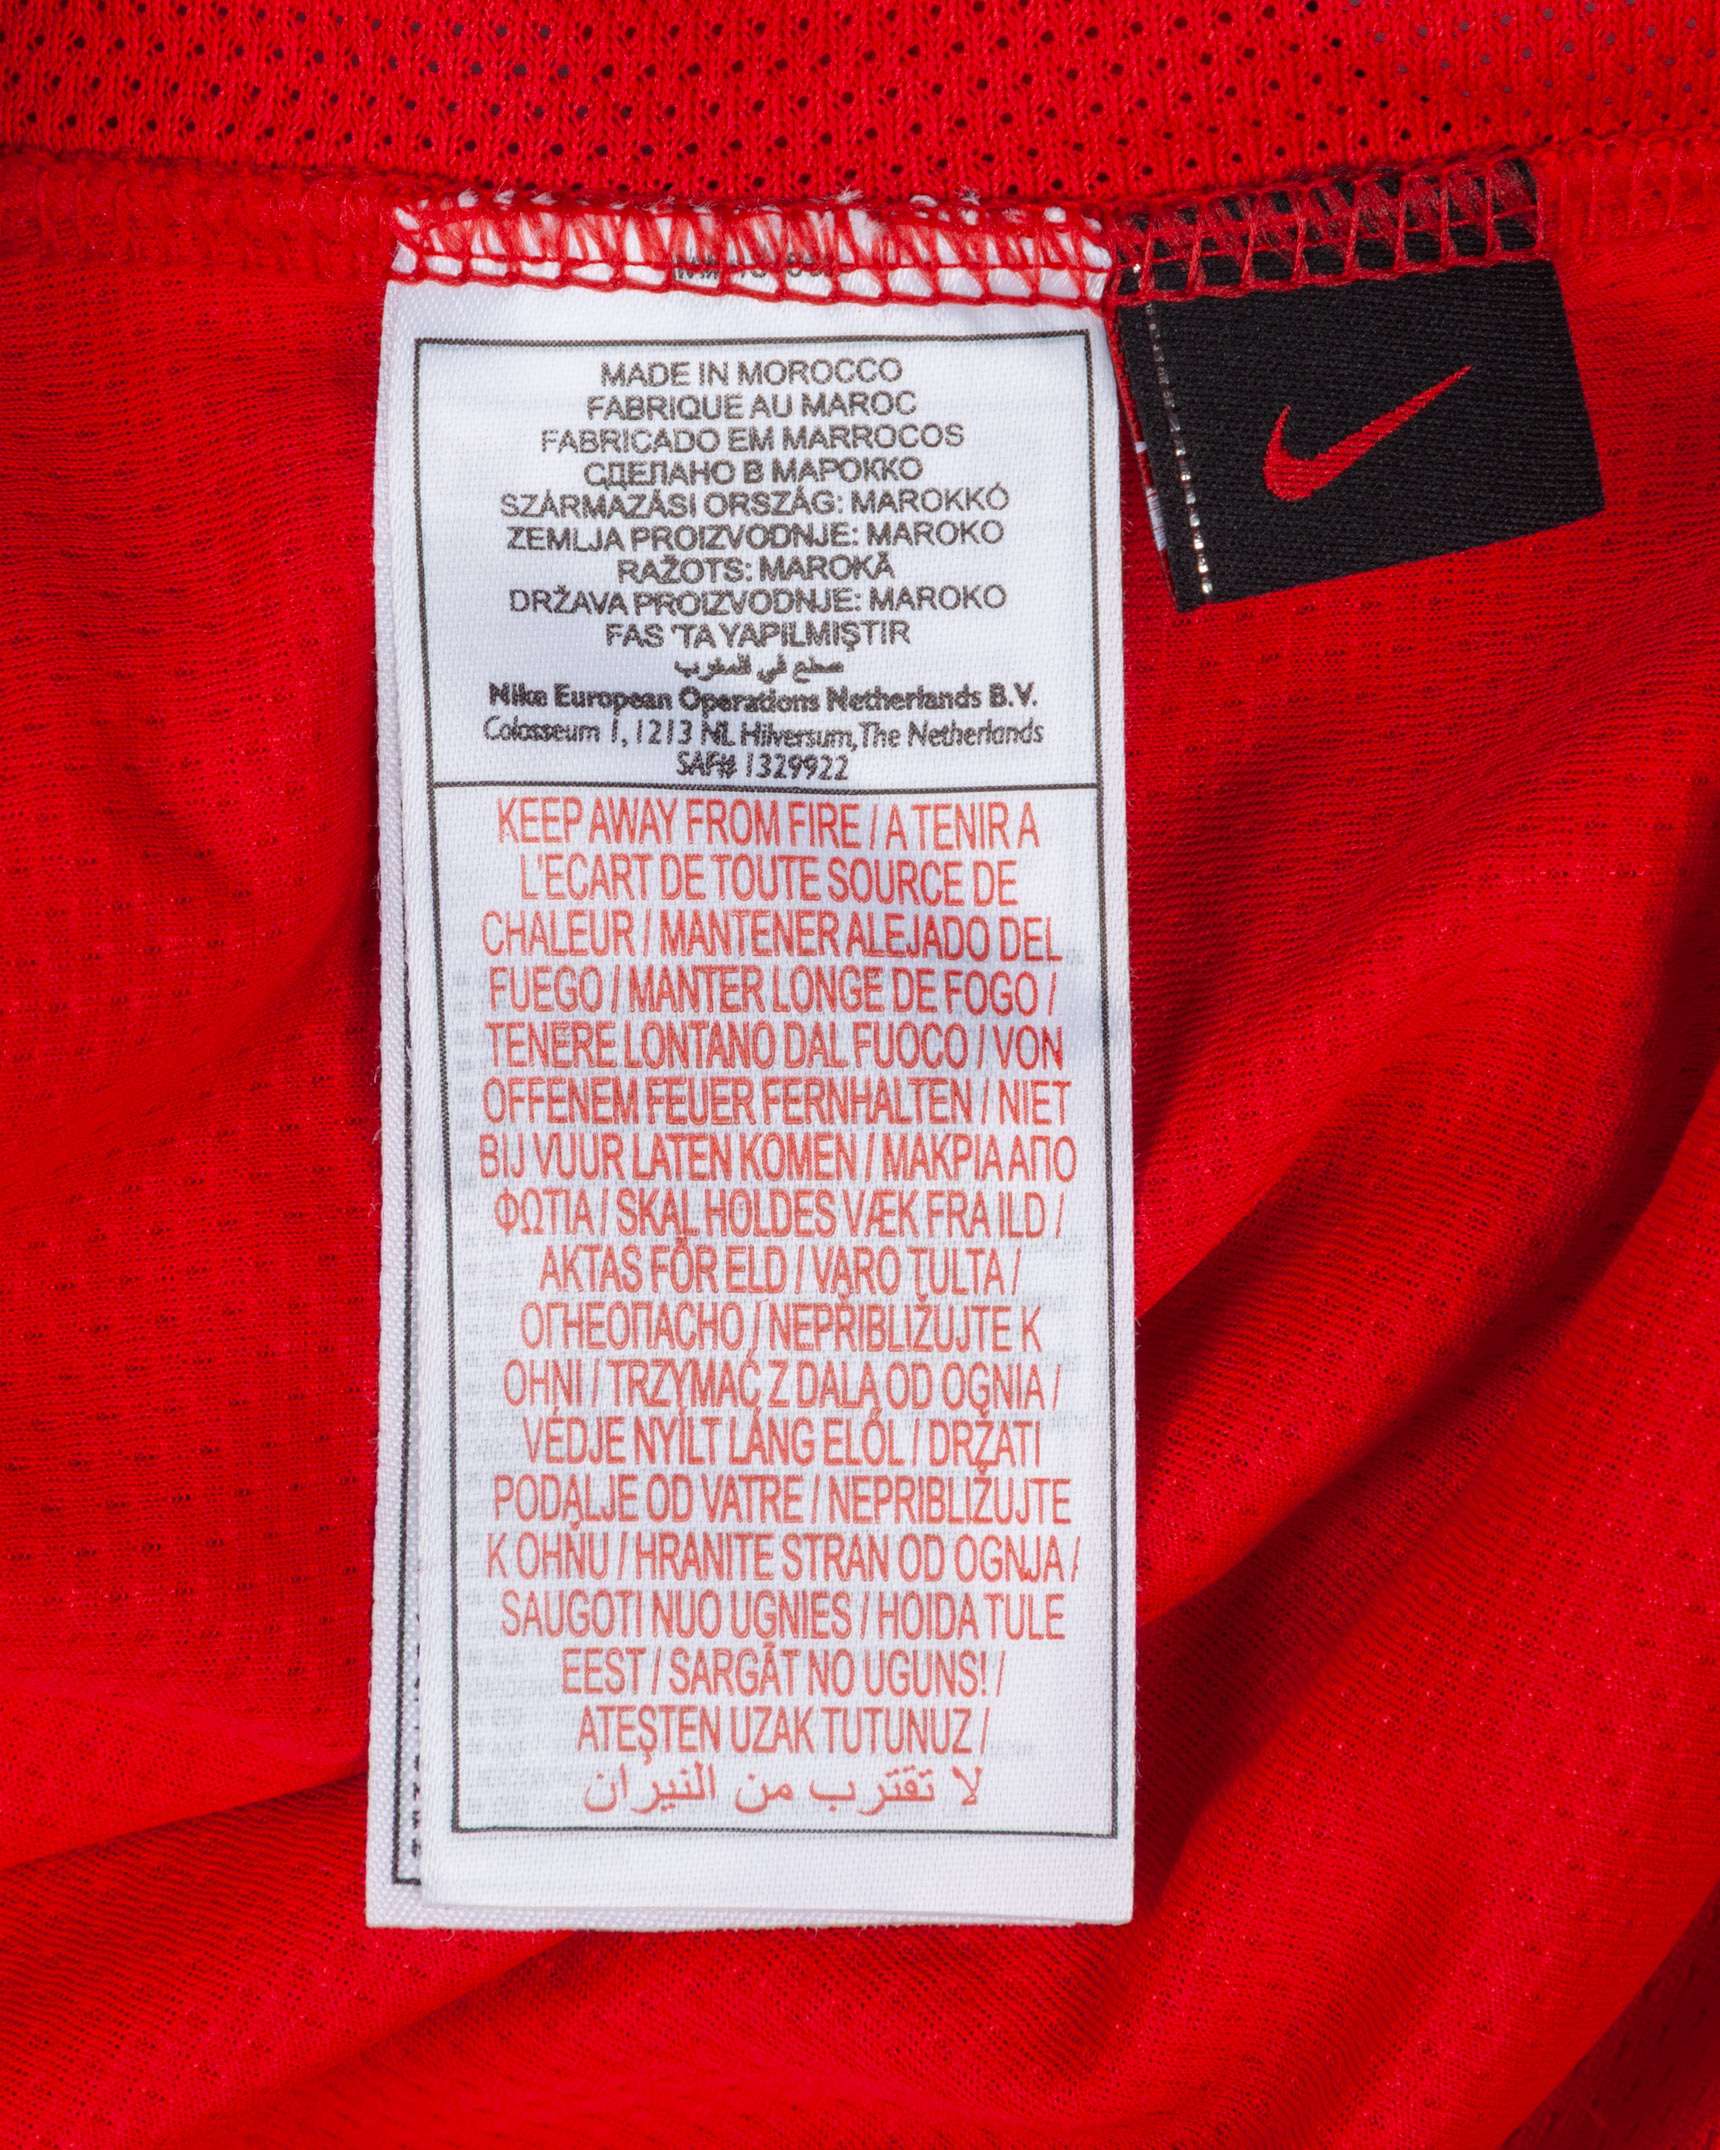 MADE IN MOROCCO
FABRIQUE AU MAROC
FABRICADO EM MARROCOS
СДЕЛАНО В МАРОККО
SZÁRMAZÁSI ORSZÁG: MAROKKÓ
ZEMLJA PROIZVODNJE: MAROKO
RAŽOTS: MAROKĀ
DRŽAVA PROIZVODNJE: MAROKO
FAS 'TA YAPILMIŞTIR
صنع في المغرب
Nike European Operations Netherlands B.V.
Colosseum 1, 1213 NL Hilversum, The Netherlands
SAF# 1329922
KEEP AWAY FROM FIRE / A TENIR A
L'ECART DE TOUTE SOURCE DE
CHALEUR / MANTENER ALEJADO DEL
FUEGO / MANTER LONGE DE FOGO /
TENERE LONTANO DAL FUOCO / VON
OFFENEM FEUER FERNHALTEN / NIET
BIJ VUUR LATEN KOMEN / ΜΑΚΡΙΑ ΑΠΟ
ΦΩΤΙΑ / SKAL HOLDES VÆK FRA ILD /
AKTAS FÖR ELD / VARO TULTA /
ОГНЕОПАСНО / NEPŘIBLIŽUJTE K
OHNI / TRZYMAĆ Z DALA OD OGNIA /
VÉDJE NYÍLT LÁNG ELŐL / DRŽATI
PODALJE OD VATRE / NEPRIBLIŽUJTE
K OHŇU / HRANITE STRAN OD OGNJA /
SAUGOTI NUO UGNIES / HOIDA TULE
EEST / SARGĀT NO UGUNS! /
ATEŞTEN UZAK TUTUNUZ /
لا تقترب من النيران